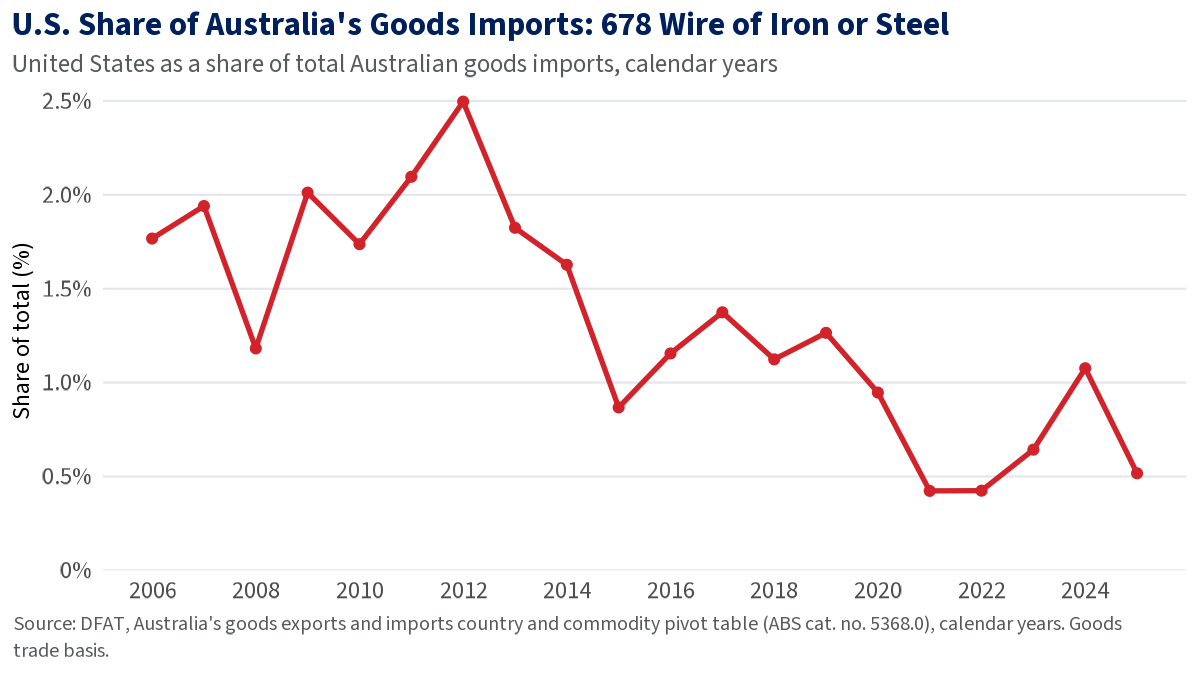 U.S. Share of Australia's Goods Imports: 678 Wire of Iron or Steel
United States as a share of total Australian goods imports, calendar years
Share of total (%)
2.5%
2.0%
1.5%
1.0%
0.5%
0%
2006 2008 2010 2012 2014 2016 2018 2020 2022 2024
Source: DFAT, Australia's goods exports and imports country and commodity pivot table (ABS cat. no. 5368.0), calendar years. Goods
trade basis.